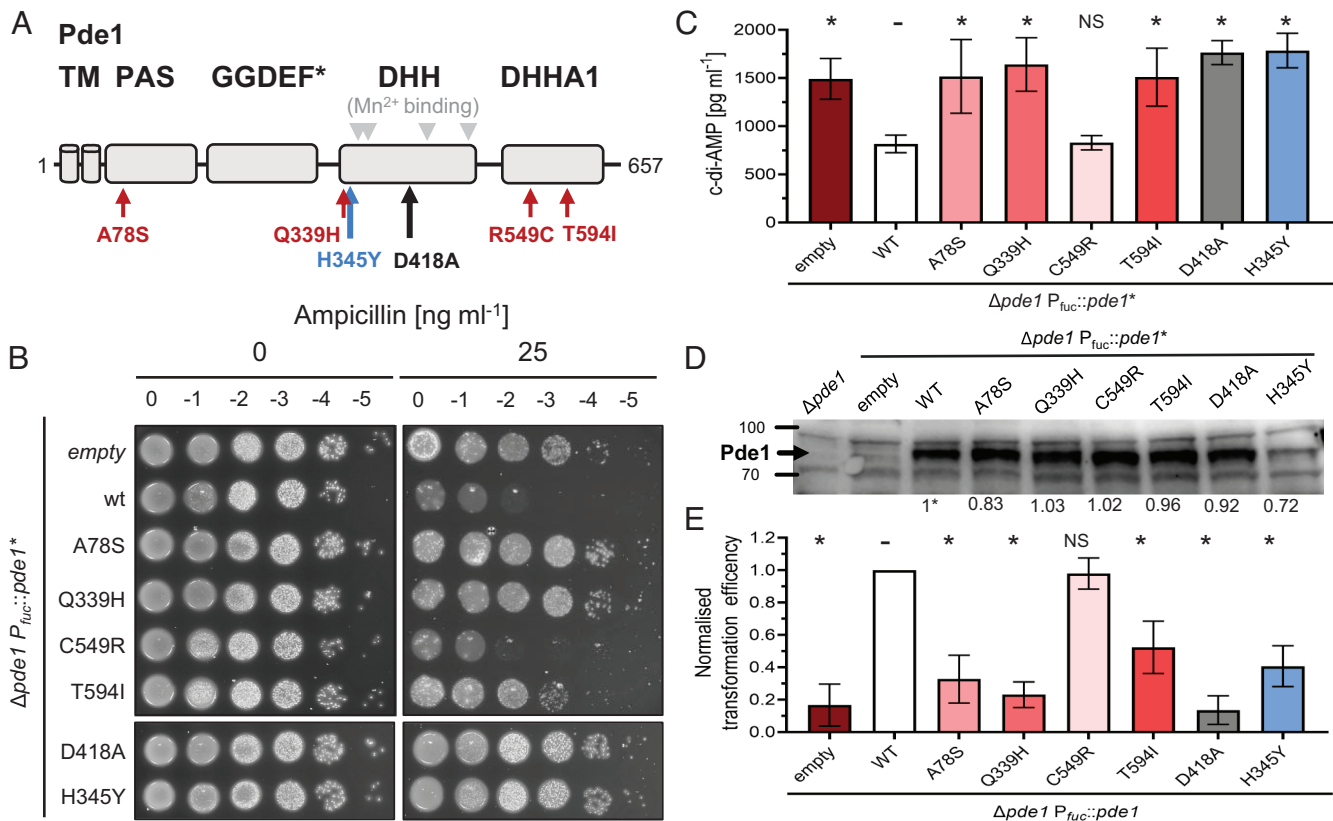 A
Pde1
TM PAS GGDEF* DHH DHHA1
(Mn²⁺ binding)
1 657
A78S Q339H R549C T594I
H345Y D418A
B
Ampicillin [ng ml⁻¹]
0 25
0 -1 -2 -3 -4 -5 0 -1 -2 -3 -4 -5
Δpde1 P_fuc::pde1*
empty
wt
A78S
Q339H
C549R
T594I
D418A
H345Y
C
* – * * NS * * *
c-di-AMP [pg ml⁻¹]
2000
1500
1000
500
0
empty WT A78S Q339H C549R T594I D418A H345Y
Δpde1 P_fuc::pde1*
D
Δpde1 P_fuc::pde1*
Δpde1 empty WT A78S Q339H C549R T594I D418A H345Y
100
Pde1
70
1* 0.83 1.03 1.02 0.96 0.92 0.72
E
* – * * NS * * *
Normalised
transformation efficency
1.2
1.0
0.8
0.6
0.4
0.2
0.0
empty WT A78S Q339H C549R T594I D418A H345Y
Δpde1 P_fuc::pde1